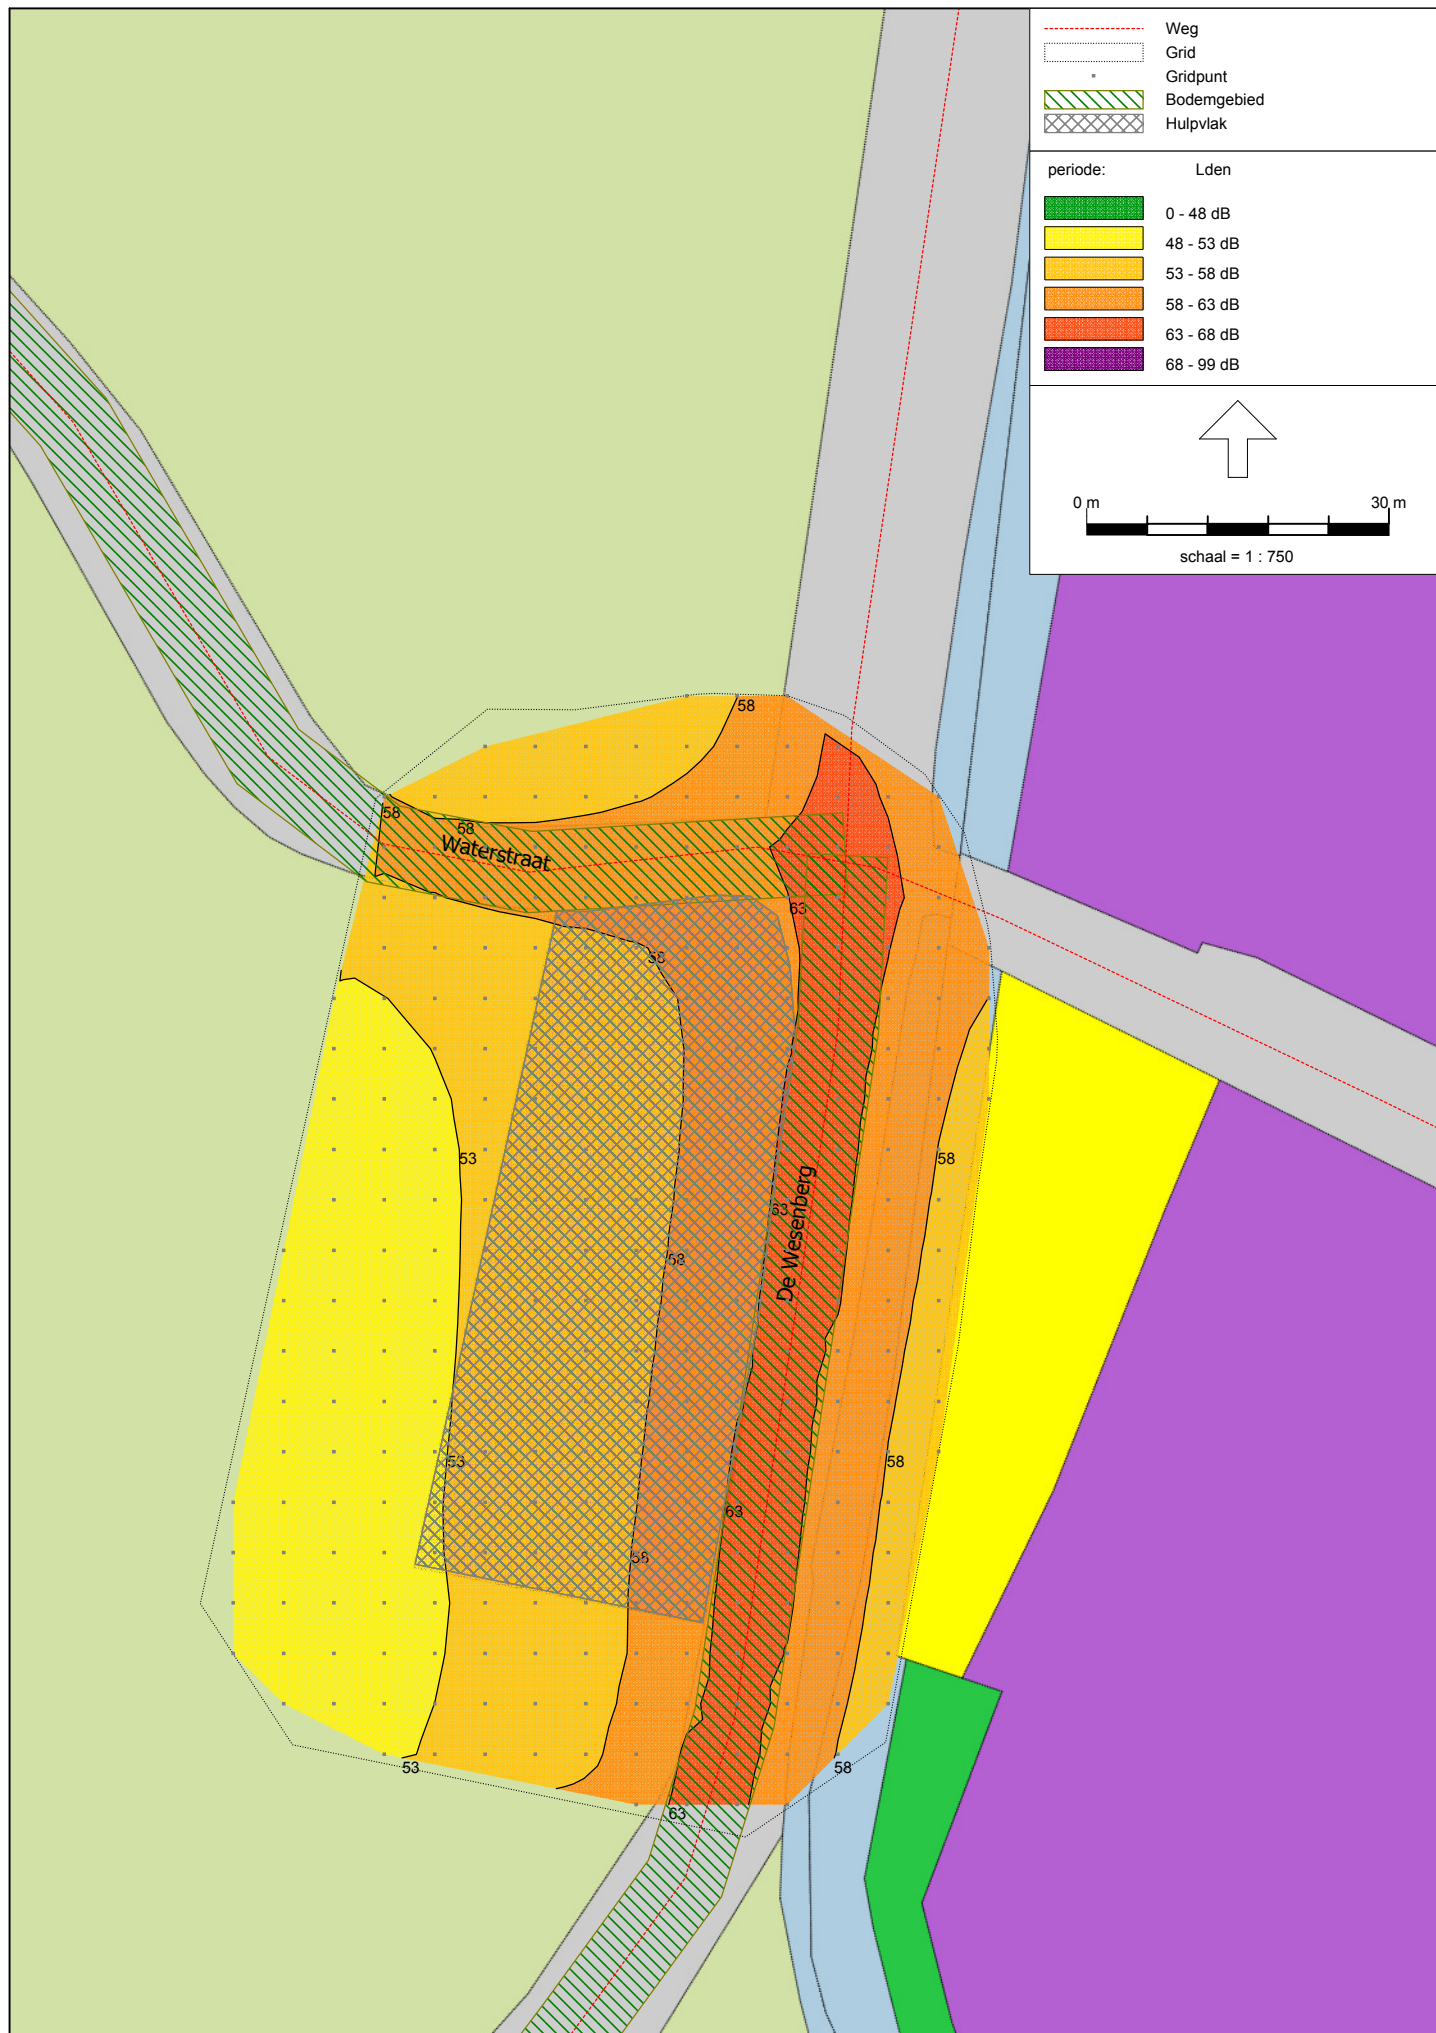 Weg
Grid
Gridpunt
Bodemgebied
Hulpvlak
periode: Lden
0 - 48 dB
48 - 53 dB
53 - 58 dB
58 - 63 dB
63 - 68 dB
68 - 99 dB
0 m 30 m
schaal = 1 : 750
58
58
58
Waterstraat
63
58
53
58
63
De Wesenberg
58
53
58
63
58
53
58
63